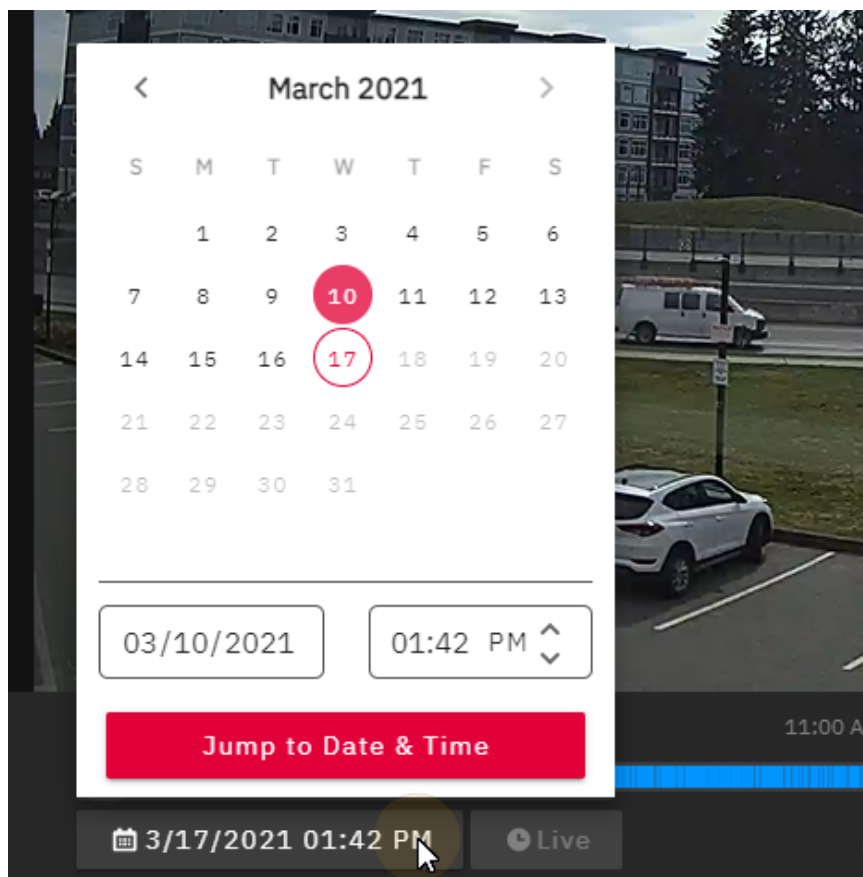 March 2021
S M T W T F S
1 2 3 4 5 6
7 8 9 10 11 12 13
14 15 16 17 18 19 20
21 22 23 24 25 26 27
28 29 30 31
03/10/2021 01:42 PM
Jump to Date & Time
11:00 A
3/17/2021 01:42 PM Live